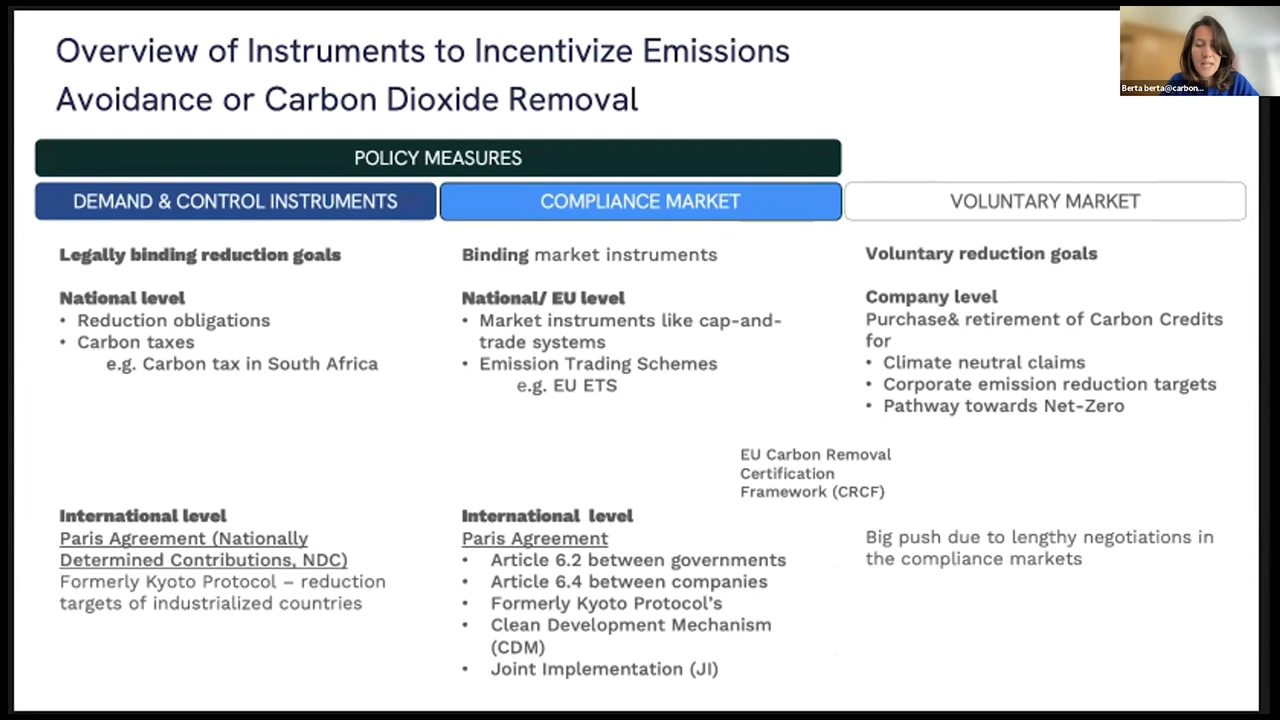 Overview of Instruments to Incentivize Emissions
Avoidance or Carbon Dioxide Removal
Berta berta@carbon...
POLICY MEASURES
DEMAND & CONTROL INSTRUMENTS
COMPLIANCE MARKET
VOLUNTARY MARKET
Legally binding reduction goals
National level
• Reduction obligations
• Carbon taxes
e.g. Carbon tax in South Africa
International level
Paris Agreement (Nationally
Determined Contributions, NDC)
Formerly Kyoto Protocol – reduction
targets of industrialized countries
Binding market instruments
National/ EU level
• Market instruments like cap-and-
trade systems
• Emission Trading Schemes
e.g. EU ETS
EU Carbon Removal
Certification
Framework (CRCF)
International level
Paris Agreement
• Article 6.2 between governments
• Article 6.4 between companies
• Formerly Kyoto Protocol's
• Clean Development Mechanism
(CDM)
• Joint Implementation (JI)
Voluntary reduction goals
Company level
Purchase& retirement of Carbon Credits
for
• Climate neutral claims
• Corporate emission reduction targets
• Pathway towards Net-Zero
Big push due to lengthy negotiations in
the compliance markets